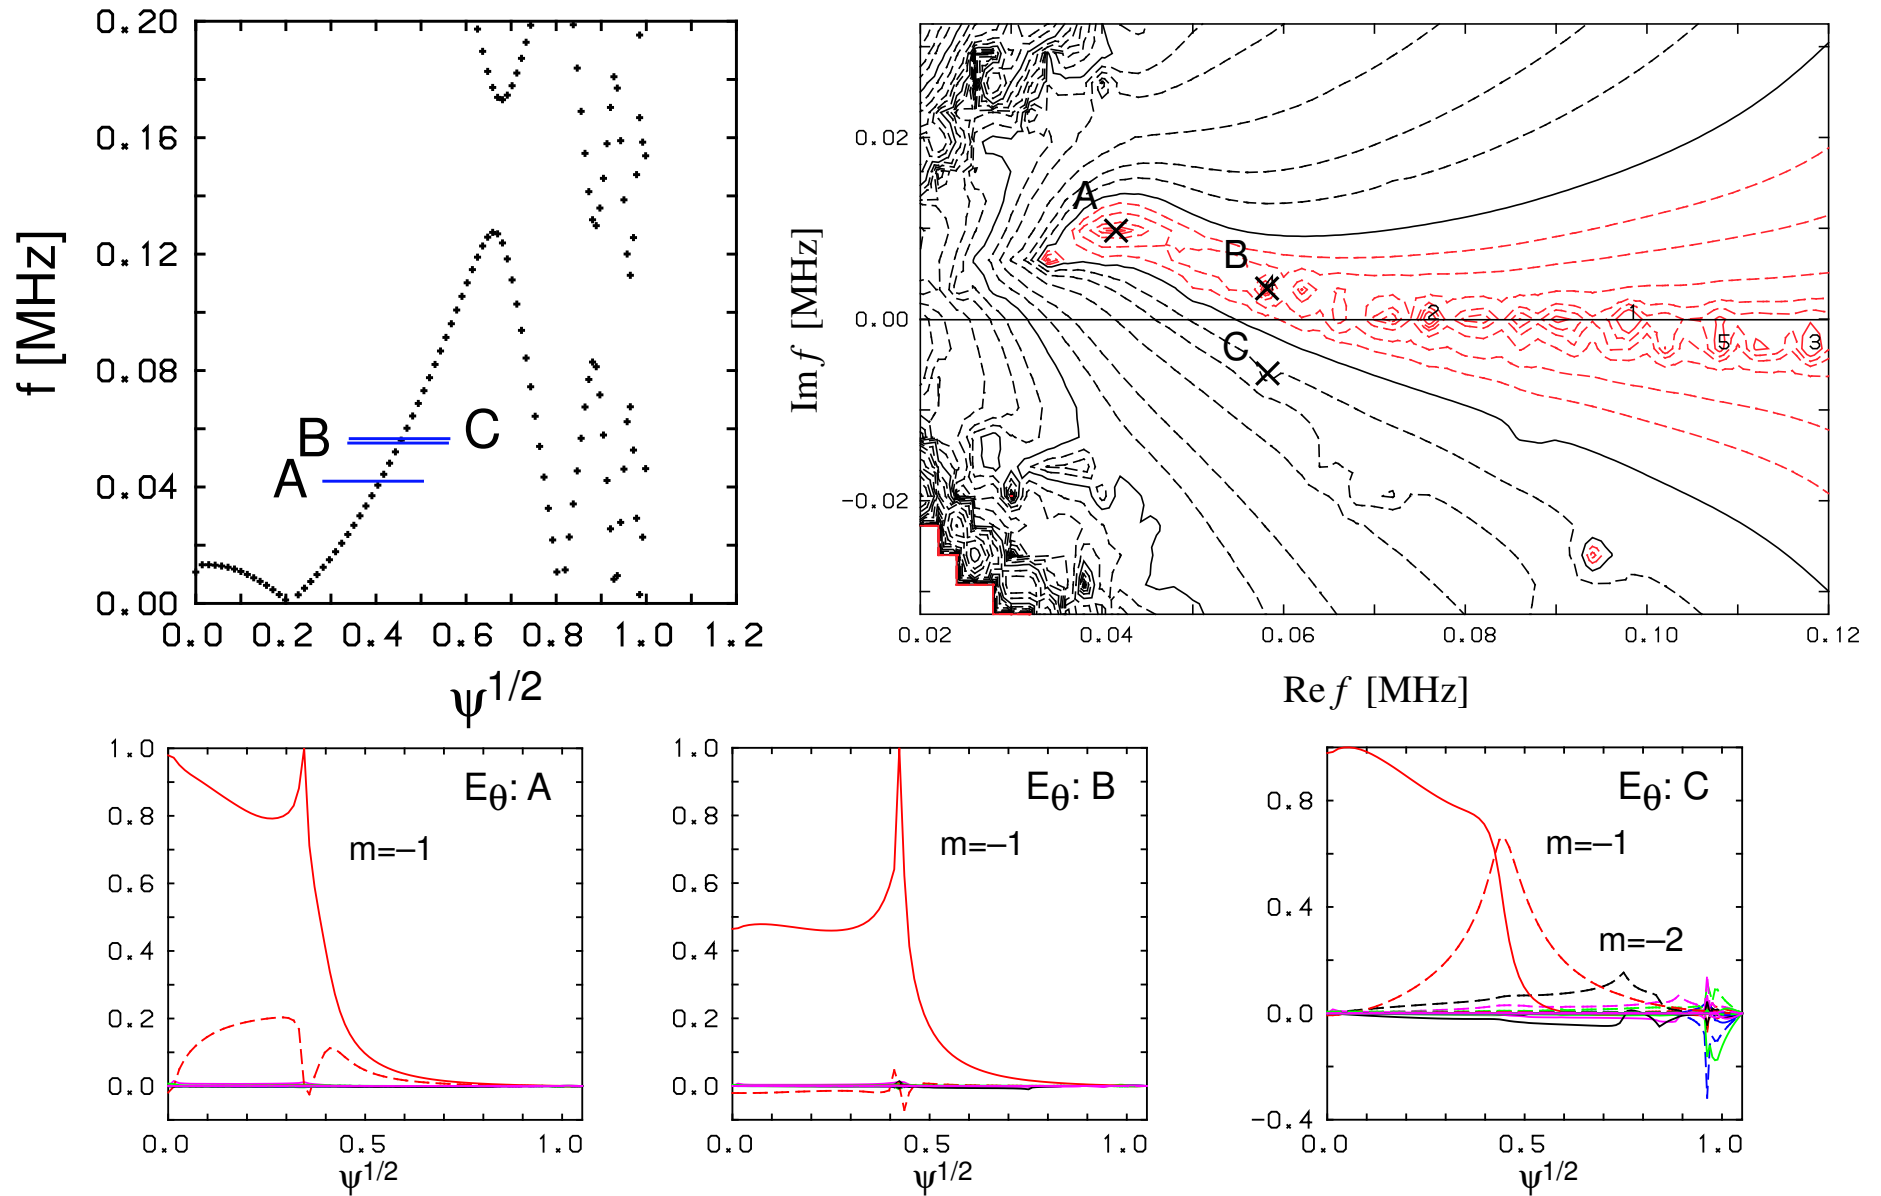 0.20
0.16
0.12
0.08
0.04
0.00
f [MHz]
B
C
A
0.0 0.2 0.4 0.6 0.8 1.0 1.2
ψ1/2
0.02
0.00
-0.02
Im f [MHz]
A
B
C
2
1
5
3
0.02 0.04 0.06 0.08 0.10 0.12
Re f [MHz]
1.0
0.8
0.6
0.4
0.2
0.0
Eθ: A
m=–1
0.0 0.5 1.0
ψ1/2
1.0
0.8
0.6
0.4
0.2
0.0
Eθ: B
m=–1
0.0 0.5 1.0
ψ1/2
0.8
0.4
0.0
-0.4
Eθ: C
m=–1
m=–2
0.0 0.5 1.0
ψ1/2